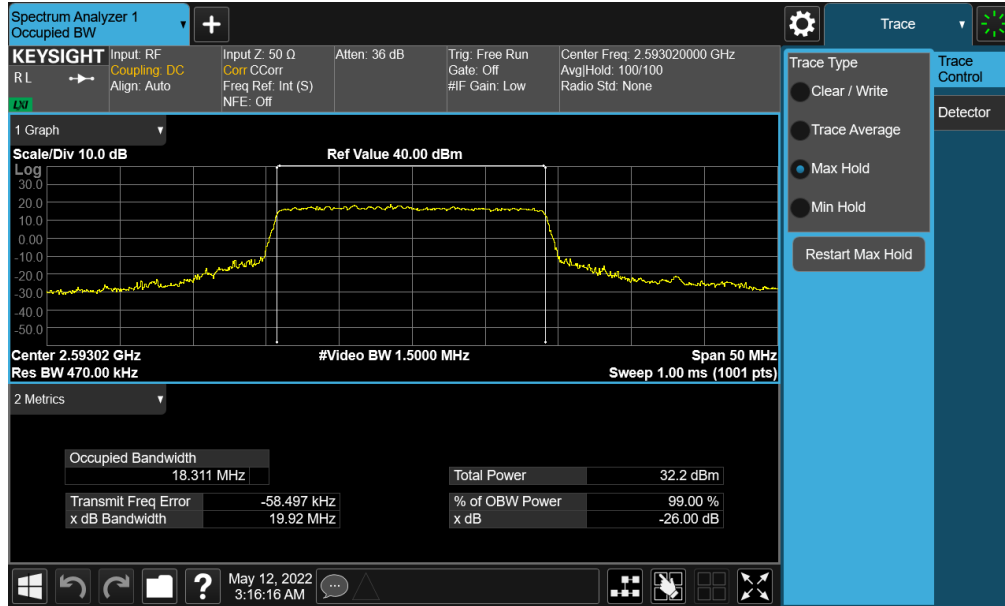 Spectrum Analyzer 1
Occupied BW
+
Trace
KEYSIGHT Input: RF Input Z: 50 Ω Atten: 36 dB Trig: Free Run Center Freq: 2.593020000 GHz
R L Coupling: DC Corr CCorr Gate: Off Avg|Hold: 100/100
Align: Auto Freq Ref: Int (S) #IF Gain: Low Radio Std: None
LXI NFE: Off
Trace Type
Clear / Write
Trace Average
Max Hold
Min Hold
Restart Max Hold
Trace
Control
Detector
1 Graph
Scale/Div 10.0 dB Ref Value 40.00 dBm
Log
30.0
20.0
10.0
0.00
-10.0
-20.0
-30.0
-40.0
-50.0
Center 2.59302 GHz #Video BW 1.5000 MHz Span 50 MHz
Res BW 470.00 kHz Sweep 1.00 ms (1001 pts)
2 Metrics
Occupied Bandwidth
18.311 MHz Total Power 32.2 dBm
Transmit Freq Error -58.497 kHz % of OBW Power 99.00 %
x dB Bandwidth 19.92 MHz x dB -26.00 dB
? May 12, 2022
3:16:16 AM